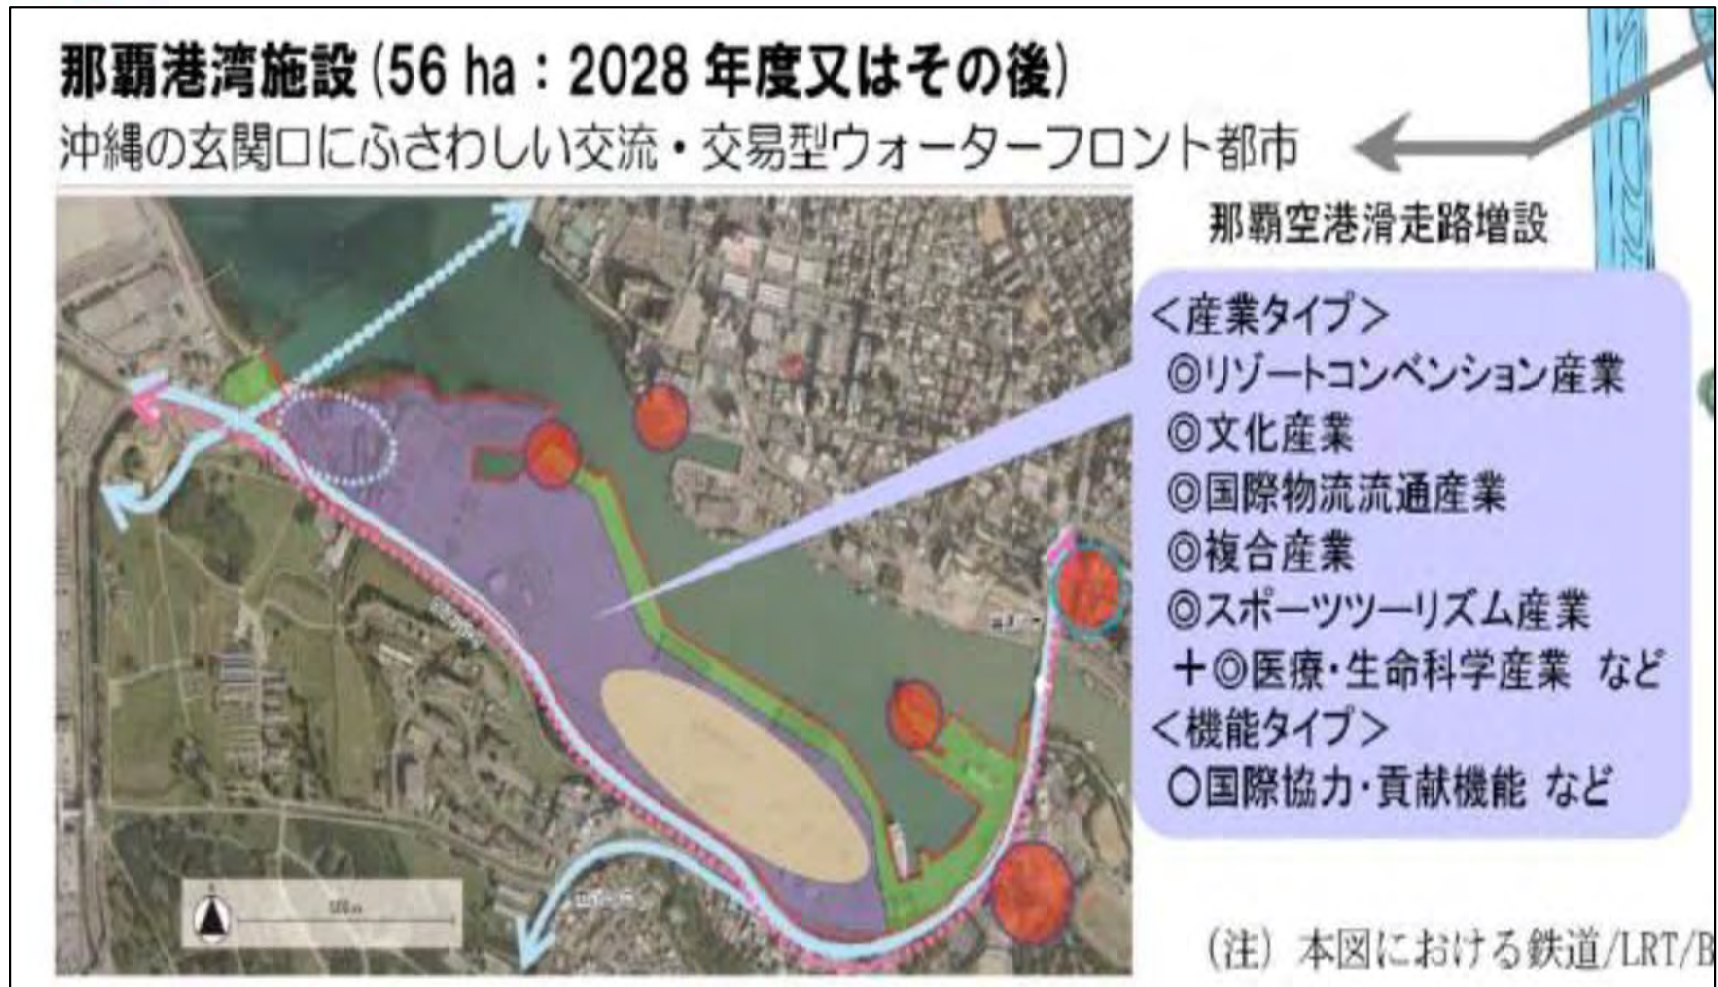 那覇港湾施設(56 ha：2028 年度又はその後)
沖縄の玄関口にふさわしい交流・交易型ウォーターフロント都市
那覇空港滑走路増設
＜産業タイプ＞
◎リゾートコンベンション産業
◎文化産業
◎国際物流流通産業
◎複合産業
◎スポーツツーリズム産業
＋◎医療・生命科学産業 など
＜機能タイプ＞
○国際協力・貢献機能 など
(注) 本図における鉄道/LRT/B